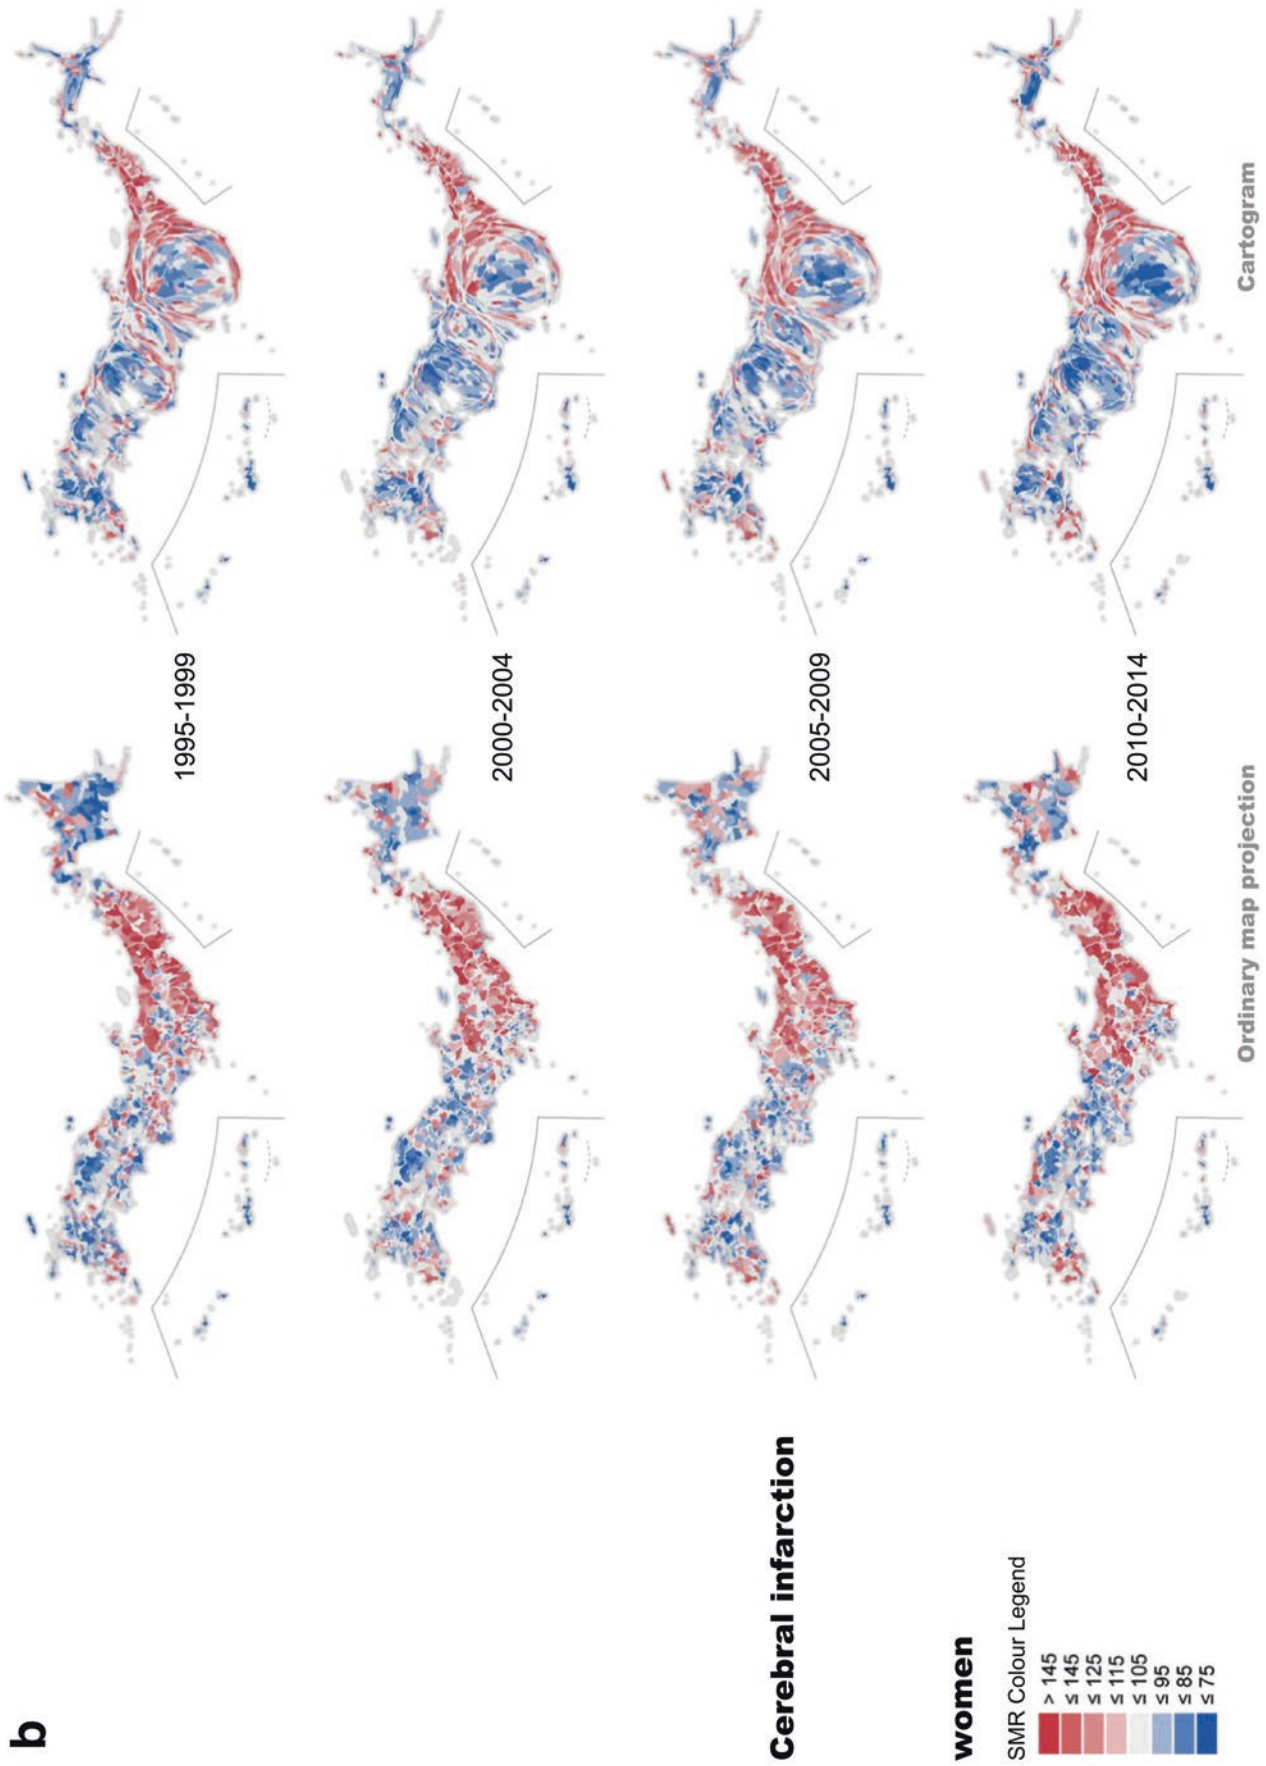 b
1995-1999
2000-2004
2005-2009
2010-2014
Ordinary map projection
Cartogram
Cerebral infarction
women
SMR Colour Legend
> 145
≤ 145
≤ 125
≤ 115
≤ 105
≤ 95
≤ 85
≤ 75